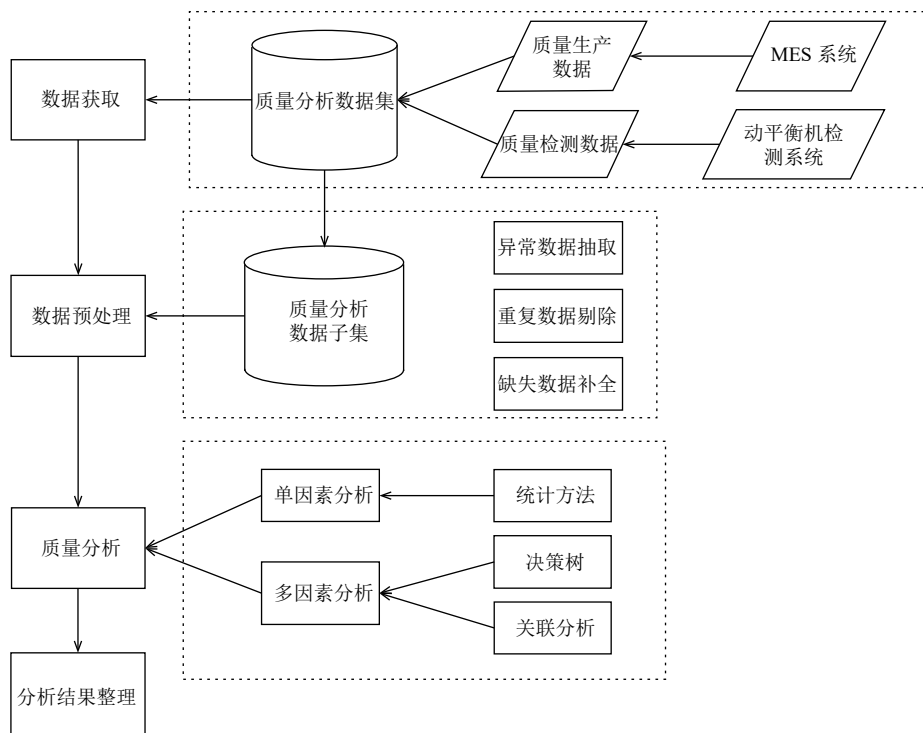 质量生产
数据
MES 系统
数据获取
质量分析数据集
质量检测数据
动平衡机检
测系统
异常数据抽取
数据预处理
质量分析
数据子集
重复数据剔除
缺失数据补全
单因素分析
统计方法
质量分析
决策树
多因素分析
关联分析
分析结果整理